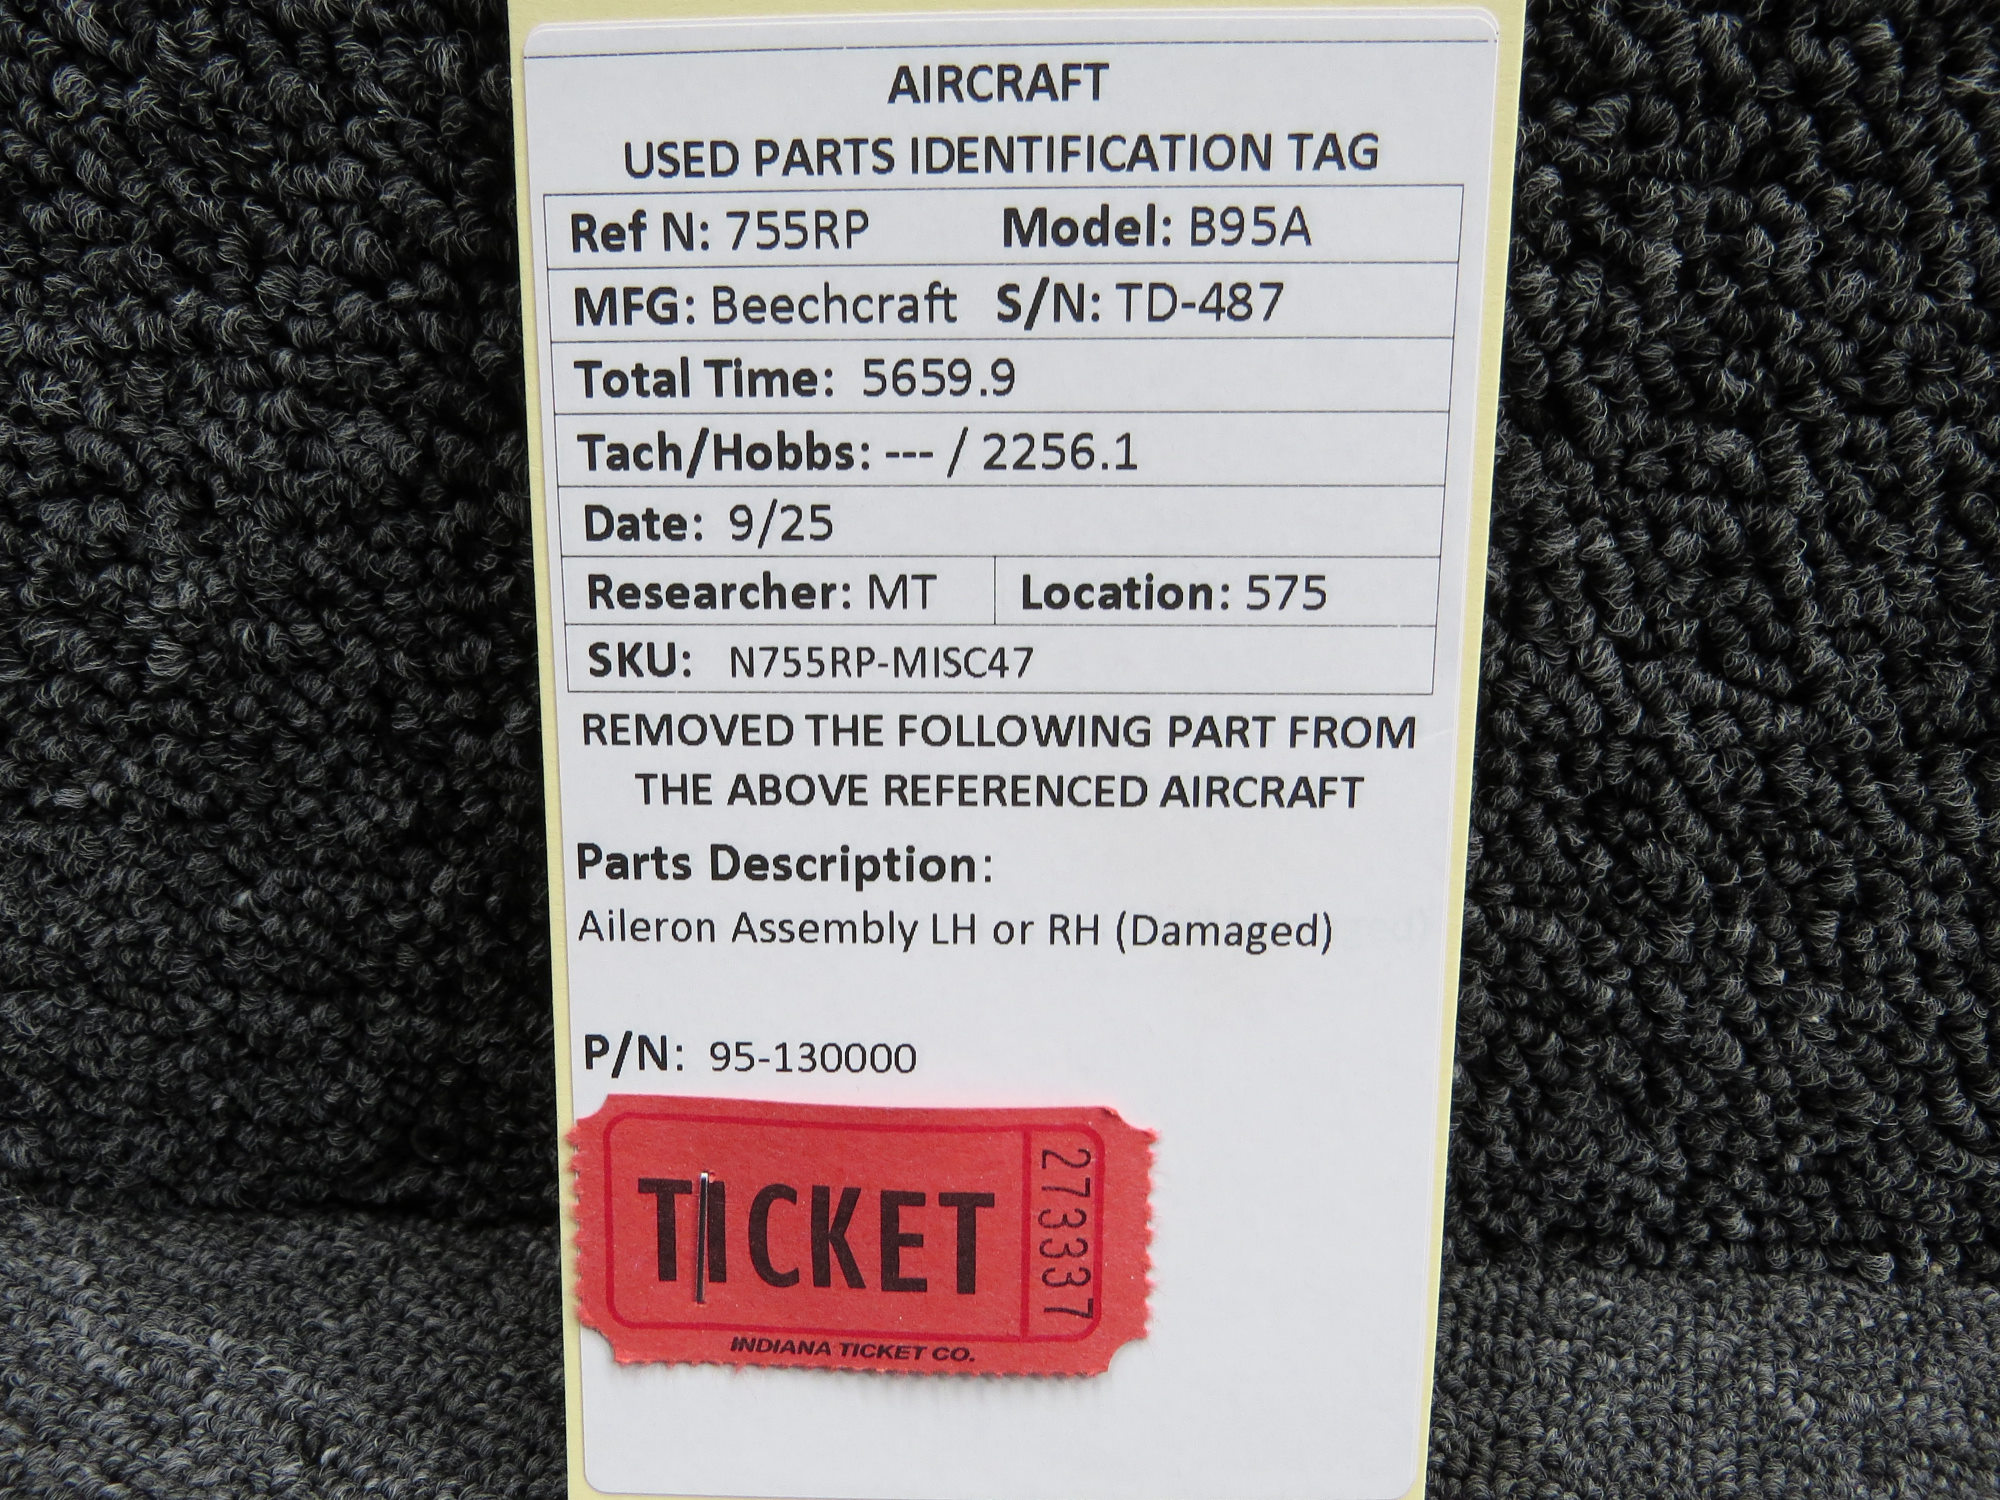 AIRCRAFT
USED PARTS IDENTIFICATION TAG
Ref N: 755RP Model: B95A
MFG: Beechcraft S/N: TD-487
Total Time: 5659.9
Tach/Hobbs: --- / 2256.1
Date: 9/25
Researcher: MT Location: 575
SKU: N755RP-MISC47
REMOVED THE FOLLOWING PART FROM
THE ABOVE REFERENCED AIRCRAFT
Parts Description:
Aileron Assembly LH or RH (Damaged)
P/N: 95-130000
TICKET
273337
INDIANA TICKET CO.